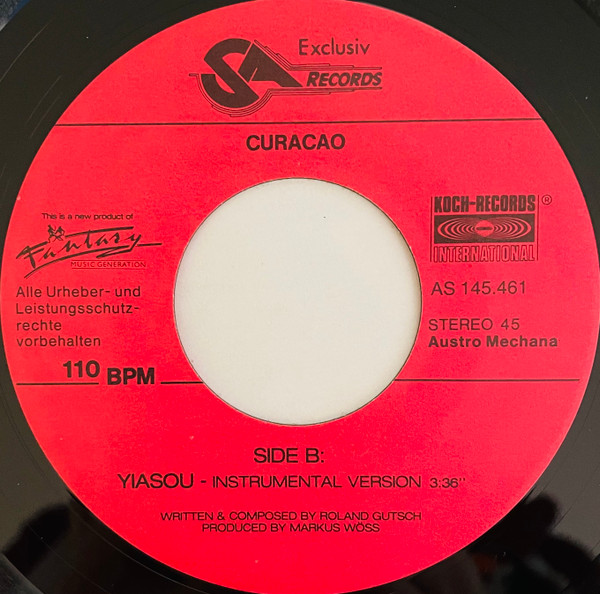 SA Exclusiv
RECORDS
CURACAO
This is a new product of
Fantasy
MUSIC GENERATION
Alle Urheber- und
Leistungsschutz-
rechte
vorbehalten
110 BPM
KOCH-RECORDS ®
INTERNATIONAL
AS 145.461
STEREO 45
Austro Mechana
SIDE B:
YIASOU - INSTRUMENTAL VERSION 3:36"
WRITTEN & COMPOSED BY ROLAND GUTSCH
PRODUCED BY MARKUS WÖSS